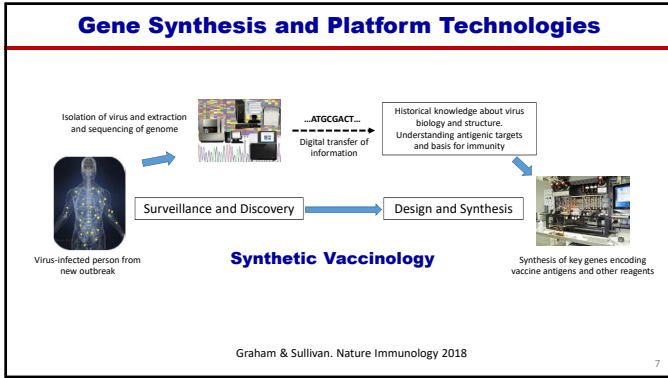 Gene Synthesis and Platform Technologies
Isolation of virus and extraction
and sequencing of genome
...ATGCGACT...
Digital transfer of
information
Historical knowledge about virus
biology and structure.
Understanding antigenic targets
and basis for immunity
Surveillance and Discovery
Design and Synthesis
Virus-infected person from
new outbreak
Synthetic Vaccinology
Synthesis of key genes encoding
vaccine antigens and other reagents
Graham & Sullivan. Nature Immunology 2018
7